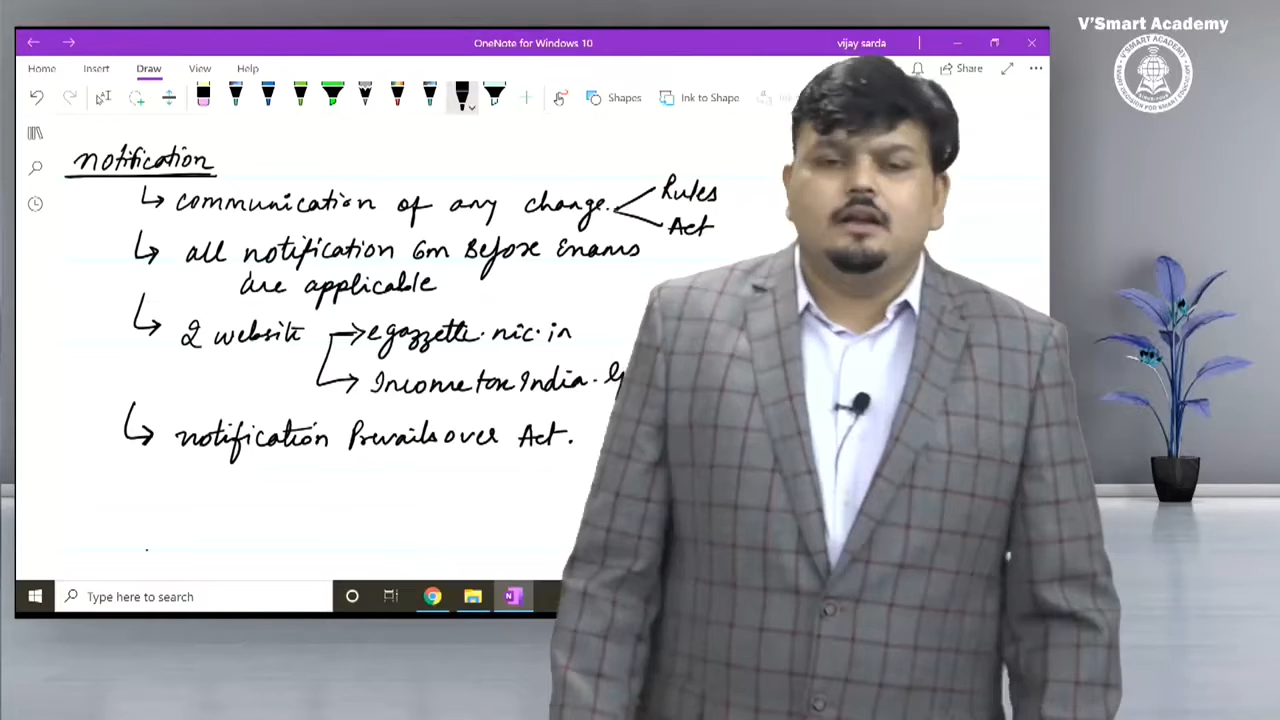 V'Smart Academy
OneNote for Windows 10
vijay sarda
Home Insert Draw View Help
Share
Shapes
Ink to Shape
notification
communication of any change.
Rules
Act
all notification 6m Before Exams
are applicable
2 website
egazzette.nic.in
Incometax India.
notification Prevails over Act.
Type here to search